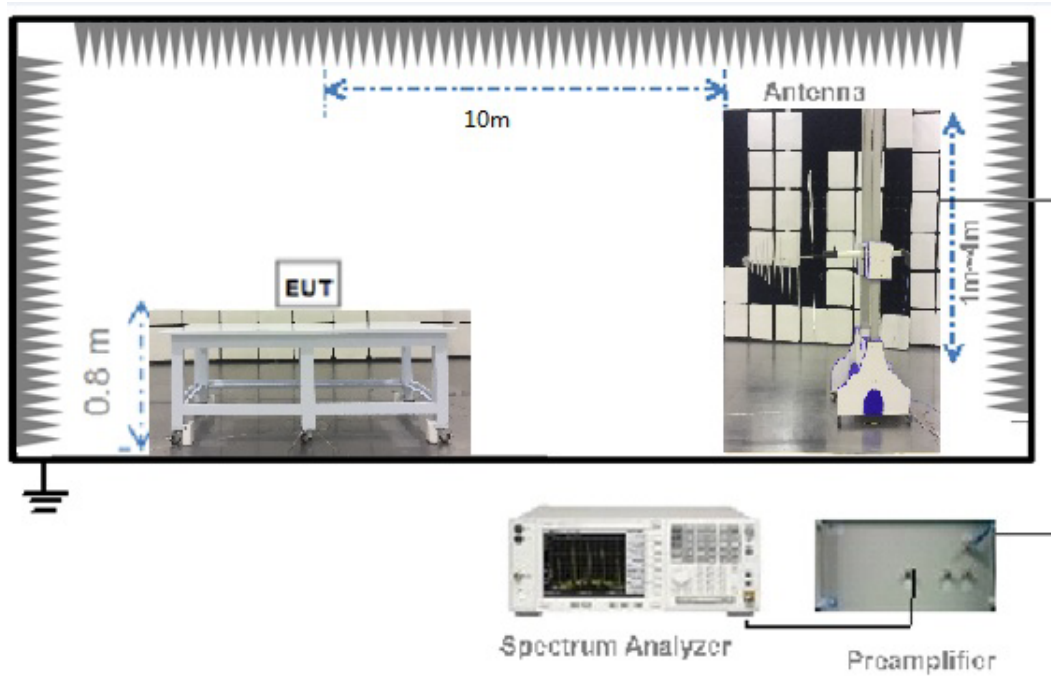 Antenna
10m
1m~4m
EUT
0.8 m
Spectrum Analyzer
Preamplifier